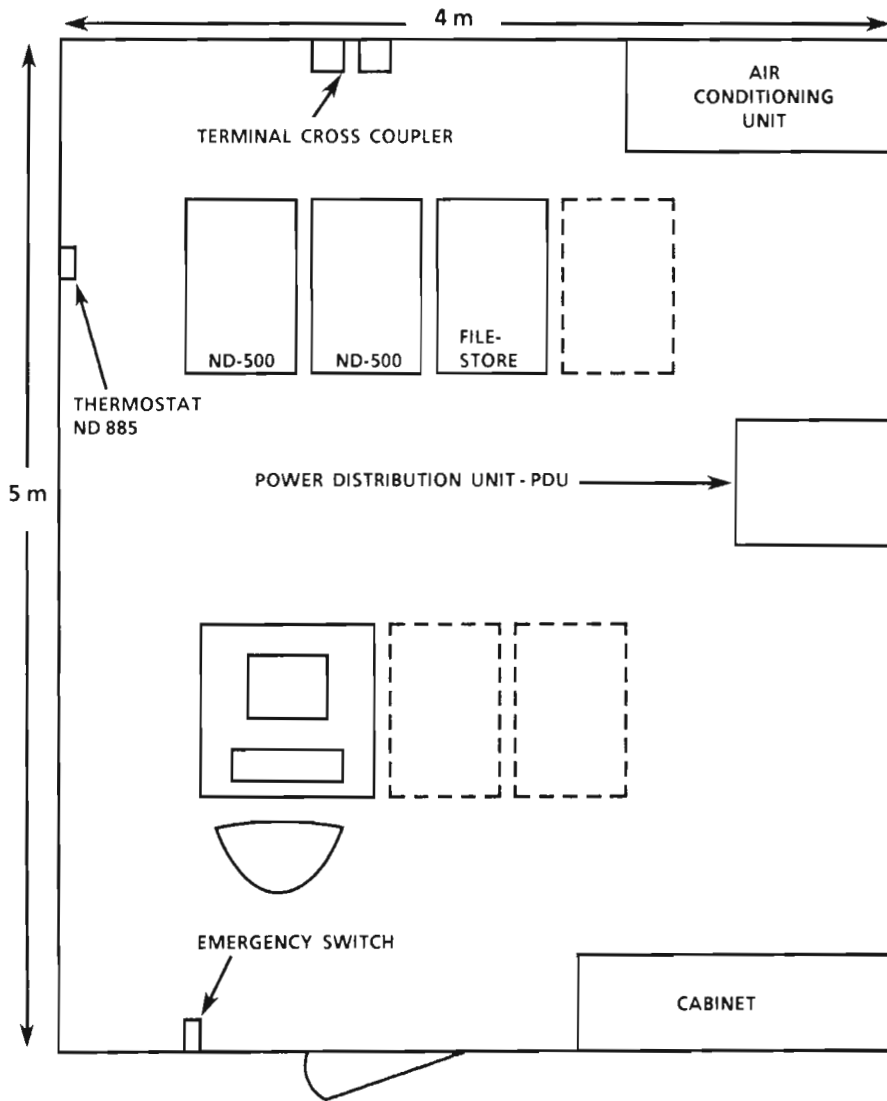 4 m
AIR
CONDITIONING
UNIT
TERMINAL CROSS COUPLER
ND-500
ND-500
FILE-
STORE
THERMOSTAT
ND 885
5 m
POWER DISTRIBUTION UNIT - PDU
EMERGENCY SWITCH
CABINET